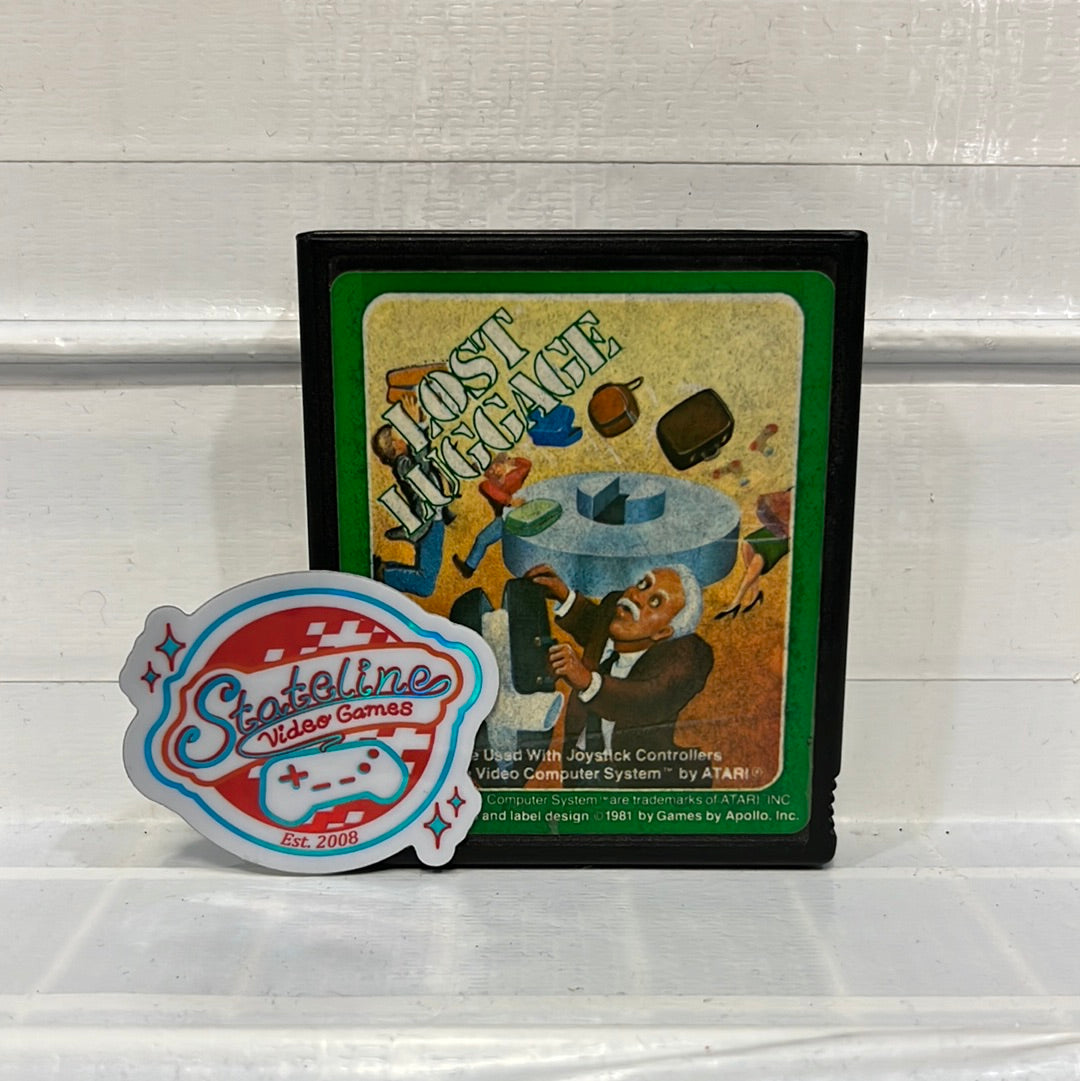 LOST
LUGGAGE
Used With Joystick Controllers
Video Computer System™ by ATARI®
Computer System™ are trademarks of ATARI INC
and label design ©1981 by Games by Apollo, Inc.
Stateline
Video Games
Est. 2008